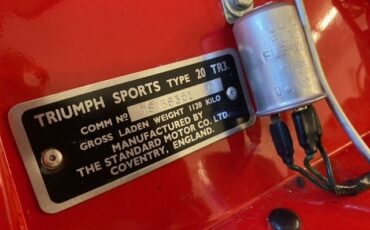 TRIUMPH SPORTS TYPE 20 TR3.
COMM NO
GROSS LADEN WEIGHT 1120 KILO
MANUFACTURED BY
THE STANDARD MOTOR CO. LTD.
COVENTRY, ENGLAND.